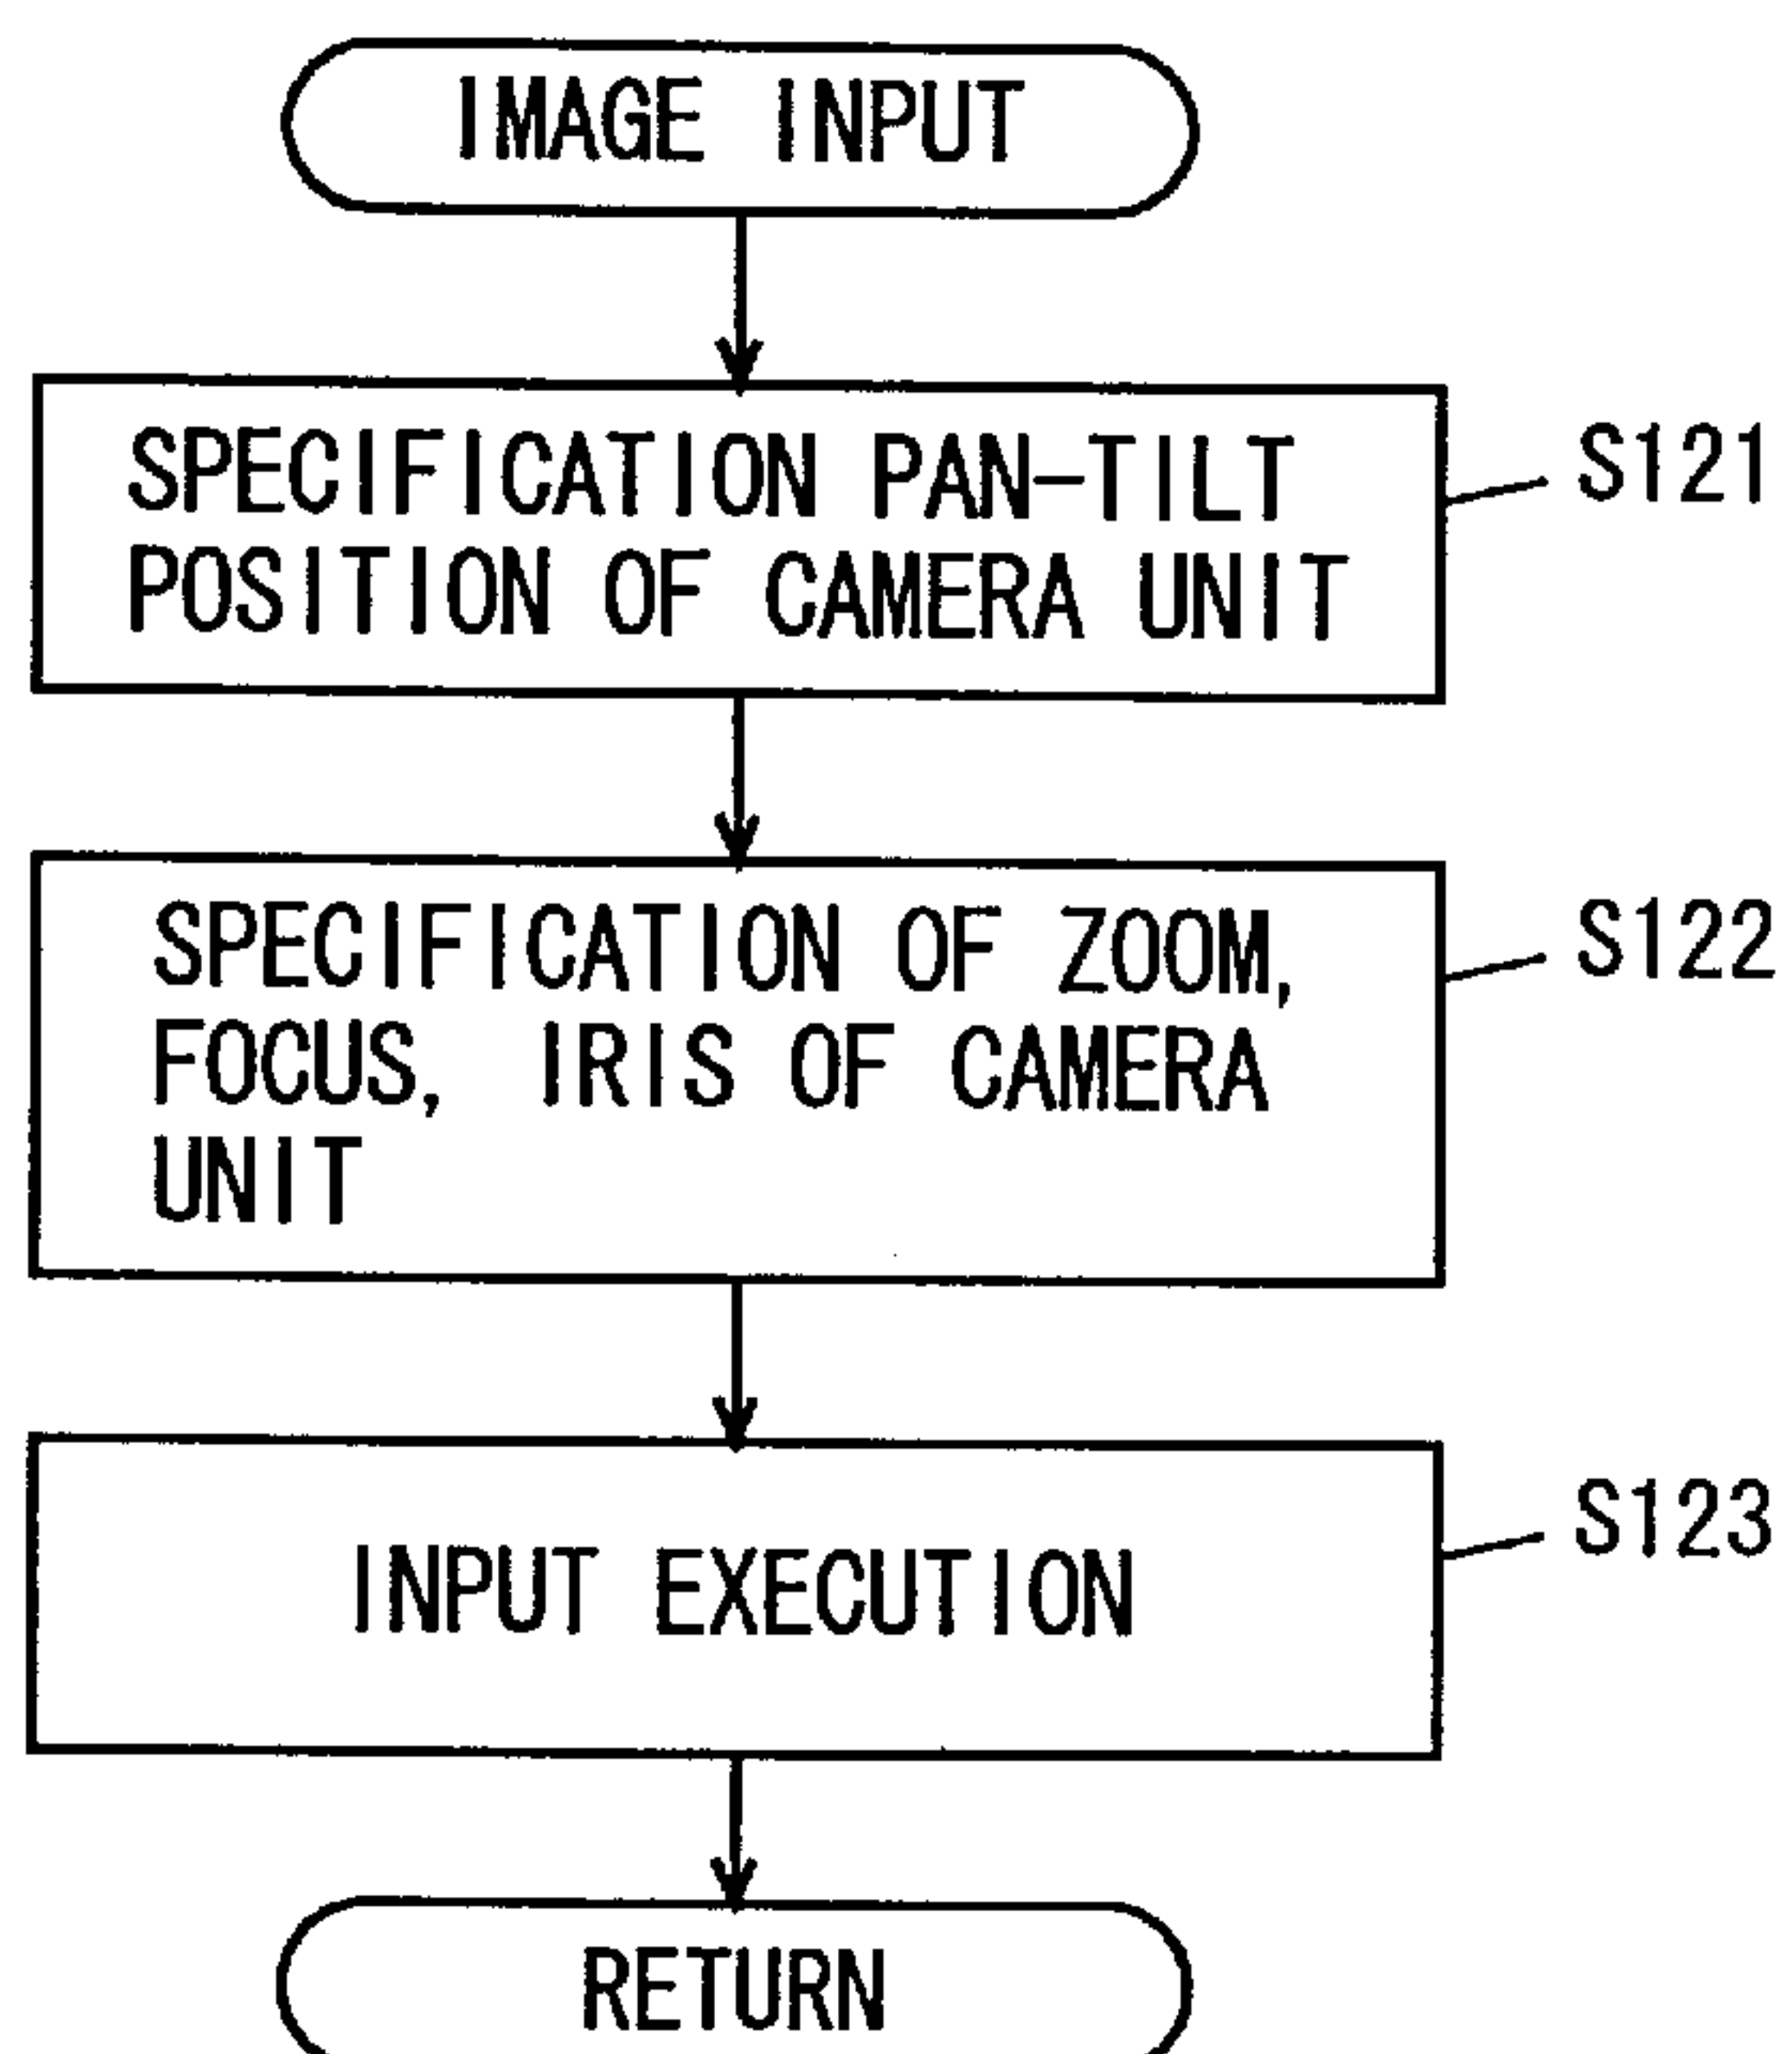 IMAGE INPUT
SPECIFICATION PAN-TILT
POSITION OF CAMERA UNIT
S121
SPECIFICATION OF ZOOM,
FOCUS, IRIS OF CAMERA
UNIT
S122
INPUT EXECUTION
S123
RETURN